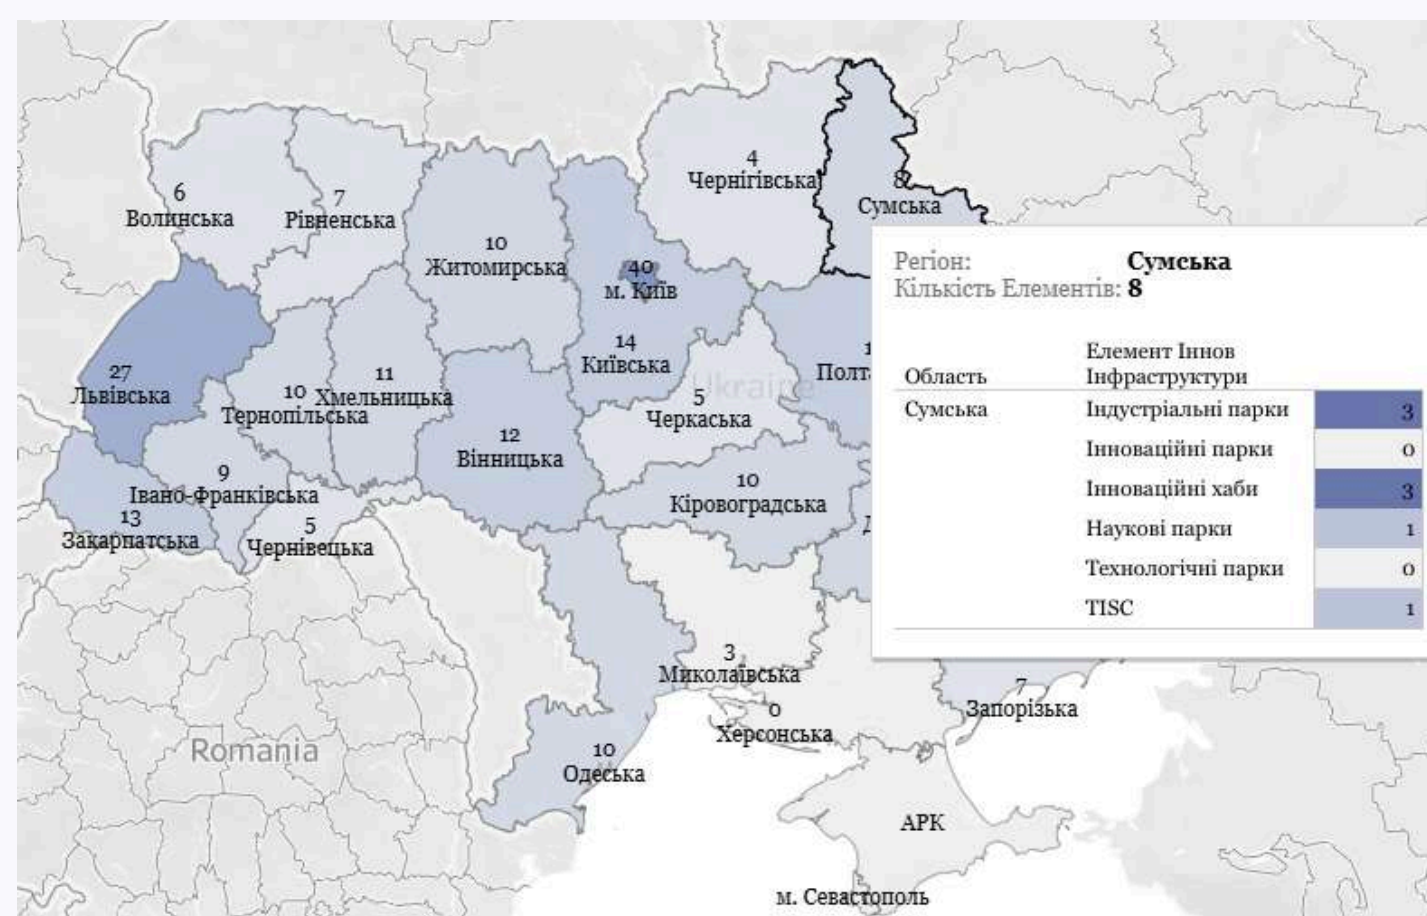 4
Чернігівська
8
Сумська
6
Волинська
7
Рівненська
10
Житомирська
40
м. Київ
14
Київська
27
Львівська
10
Тернопільська
11
Хмельницька
12
Вінницька
5
Черкаська
Ukraine
9
Івано-Франківська
13
Закарпатська
5
Чернівецька
10
Кіровоградська
3
Миколаївська
0
Херсонська
7
Запорізька
10
Одеська
Romania
АРК
м. Севастополь
Регіон: Сумська
Кількість Елементів: 8
Елемент Іннов
Область Інфраструктури
Сумська Індустріальні парки 3
Інноваційні парки 0
Інноваційні хаби 3
Наукові парки 1
Технологічні парки 0
TISC 1